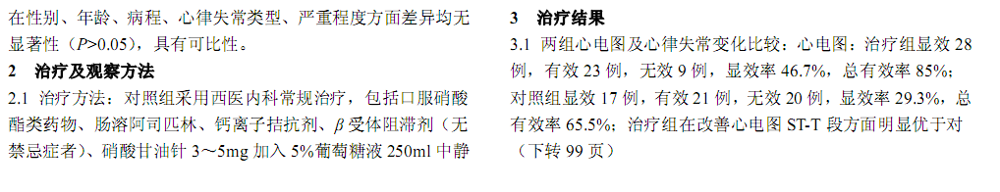 在性别、年龄、病程、心律失常类型、严重程度方面差异均无
显著性（P>0.05），具有可比性。
2 治疗及观察方法
2.1 治疗方法：对照组采用西医内科常规治疗，包括口服硝酸
酯类药物、肠溶阿司匹林、钙离子拮抗剂、β 受体阻滞剂（无
禁忌症者）、硝酸甘油针 3～5mg 加入 5%葡萄糖液 250ml 中静
3 治疗结果
3.1 两组心电图及心律失常变化比较：心电图：治疗组显效 28
例，有效 23 例，无效 9 例，显效率 46.7%，总有效率 85%；
对照组显效 17 例，有效 21 例，无效 20 例，显效率 29.3%，总
有效率 65.5%；治疗组在改善心电图 ST-T 段方面明显优于对
（下转 99 页）